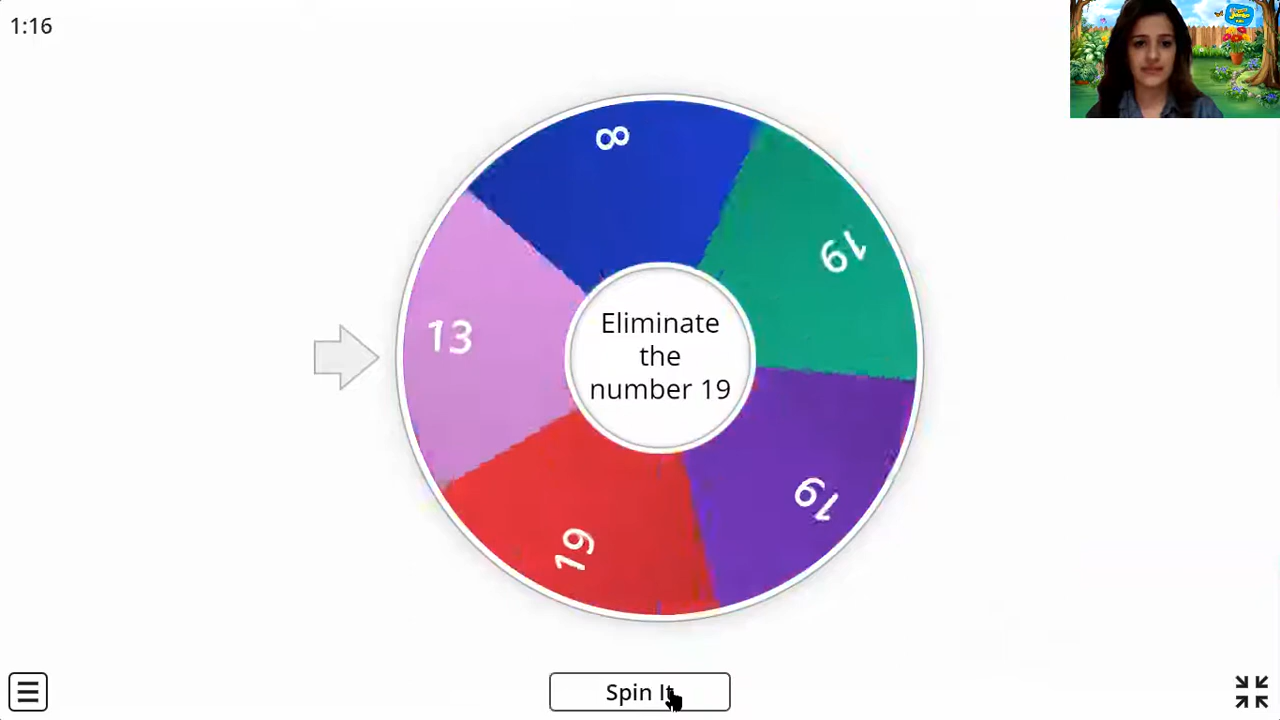 1:16
8
19
13
Eliminate
the
number 19
19
19
Spin It